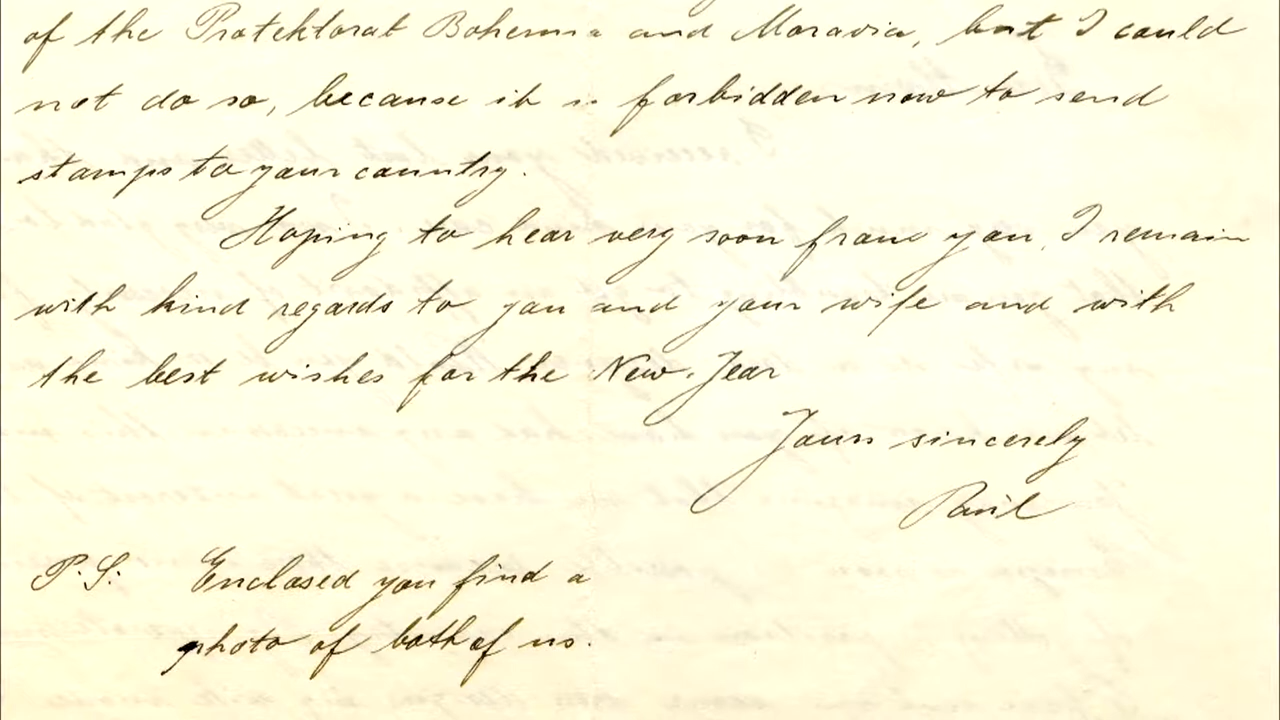 of the Protektorat Bohemia and Moravia, but I could
not do so, because it is forbidden now to send
stamps to your country.
Hoping to hear very soon from you, I remain
with kind regards to you and your wife and with
the best wishes for the New-Year
Yours sincerely
Paul
P.S: Enclosed you find a
photo of both of us.